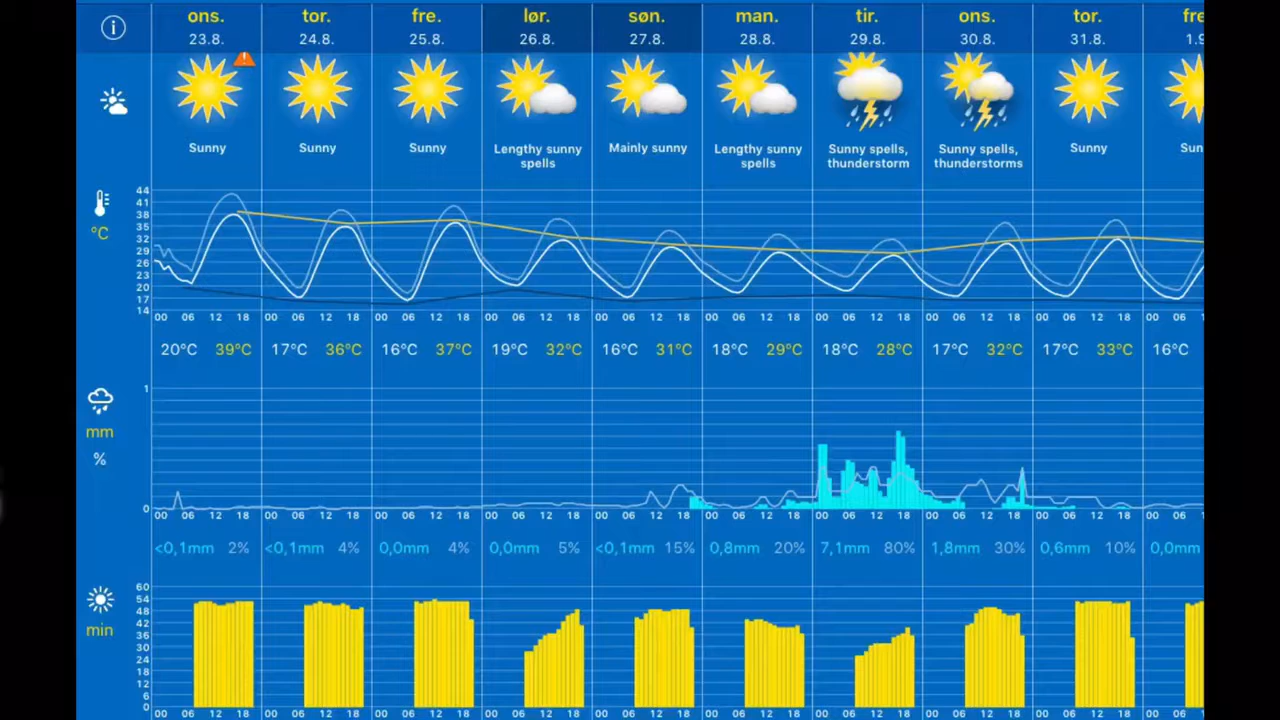 ons. tor. fre. lør. søn. man. tir. ons. tor. fre
23.8. 24.8. 25.8. 26.8. 27.8. 28.8. 29.8. 30.8. 31.8. 1.9
Sunny Sunny Sunny Lengthy sunny Mainly sunny Lengthy sunny Sunny spells, Sunny spells, Sunny Sun
spells spells thunderstorm thunderstorms
°C
44
41
38
35
32
29
26
23
20
17
14
00 06 12 18 00 06 12 18 00 06 12 18 00 06 12 18 00 06 12 18 00 06 12 18 00 06 12 18 00 06 12 18 00 06 12 18 00 06
20°C 39°C 17°C 36°C 16°C 37°C 19°C 32°C 16°C 31°C 18°C 29°C 18°C 28°C 17°C 32°C 17°C 33°C 16°C
1
mm
%
0
00 06 12 18 00 06 12 18 00 06 12 18 00 06 12 18 00 06 12 18 00 06 12 18 00 06 12 18 00 06 12 18 00 06 12 18 00 06
<0,1mm 2% <0,1mm 4% 0,0mm 4% 0,0mm 5% <0,1mm 15% 0,8mm 20% 7,1mm 80% 1,8mm 30% 0,6mm 10% 0,0mm
min
60
54
48
42
36
30
24
18
12
6
0
00 06 12 18 00 06 12 18 00 06 12 18 00 06 12 18 00 06 12 18 00 06 12 18 00 06 12 18 00 06 12 18 00 06 12 18 00 06